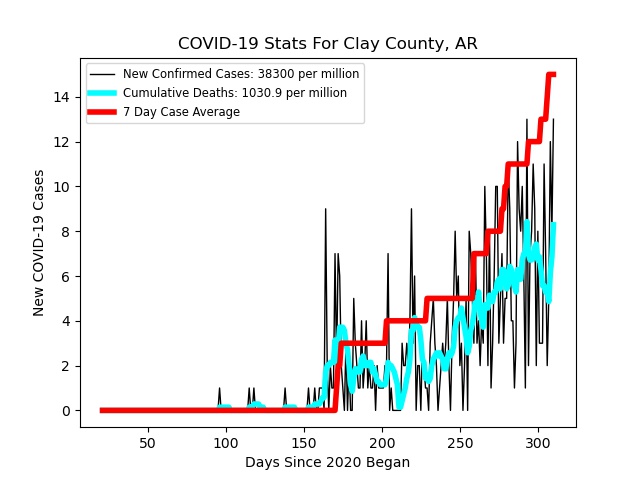 COVID-19 Stats For Clay County, AR
New Confirmed Cases: 38300 per million
Cumulative Deaths: 1030.9 per million
7 Day Case Average
New COVID-19 Cases
14
12
10
8
6
4
2
0
50 100 150 200 250 300
Days Since 2020 Began